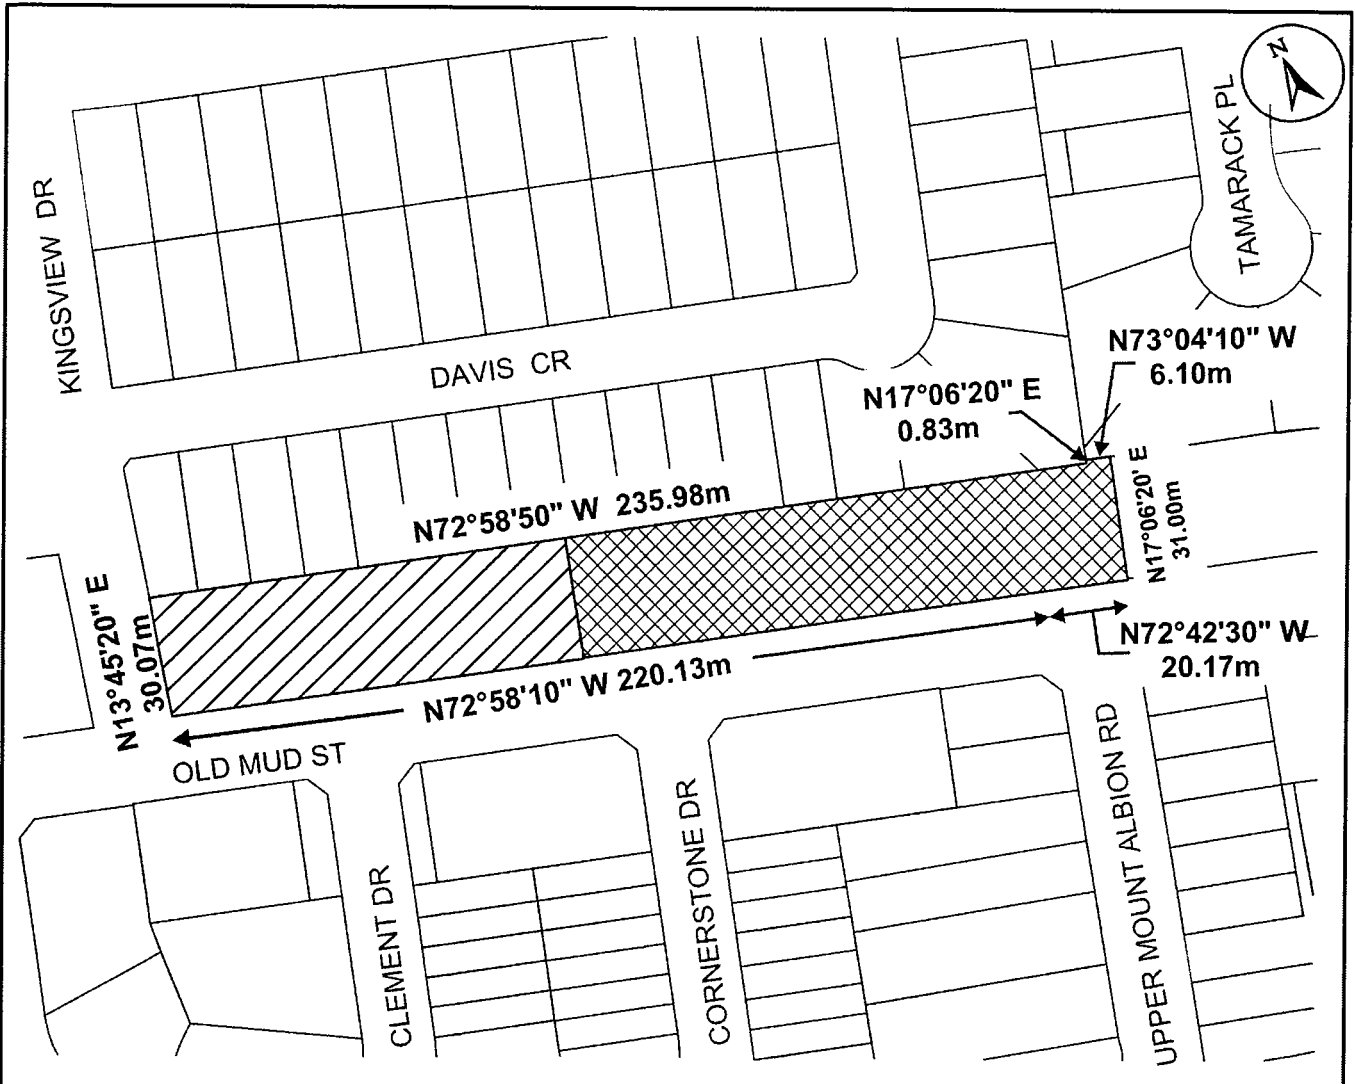 N
TAMARACK PL
KINGSVIEW DR
DAVIS CR
N73°04'10" W
6.10m
N17°06'20" E
0.83m
N72°58'50" W 235.98m
N17°06'20' E
31.00m
N13°45'20" E
30.07m
N72°58'10" W 220.13m
N72°42'30" W
20.17m
OLD MUD ST
CLEMENT DR
CORNERSTONE DR
UPPER MOUNT ALBION RD